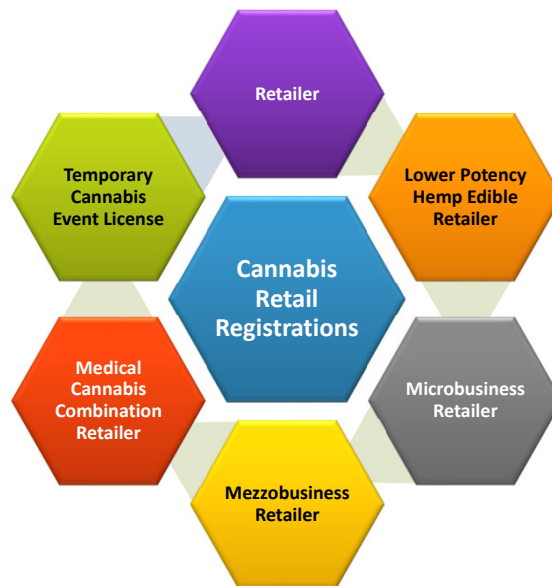 Retailer
Temporary
Cannabis
Event License
Lower Potency
Hemp Edible
Retailer
Cannabis
Retail
Registrations
Medical
Cannabis
Combination
Retailer
Microbusiness
Retailer
Mezzobusiness
Retailer